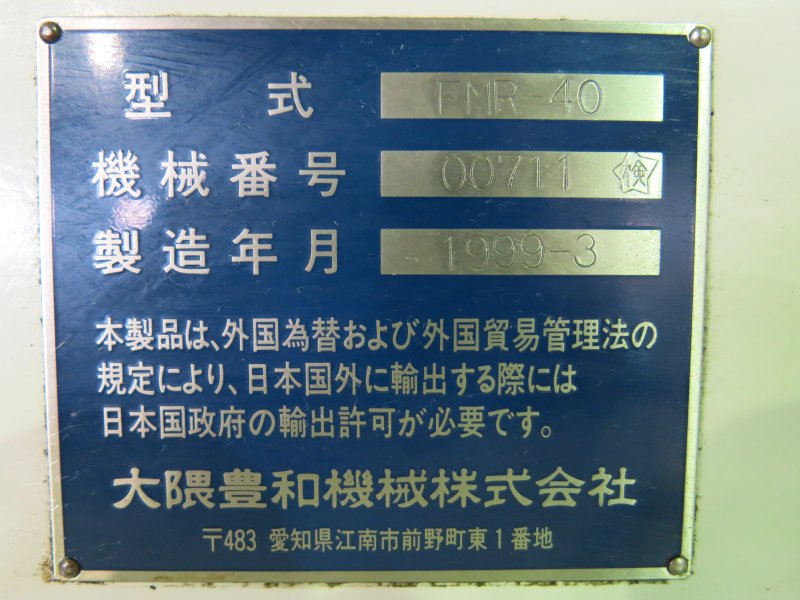 型式 FMR-40
機械番号 00711 検
製造年月 1999-3
本製品は、外国為替および外国貿易管理法の
規定により、日本国外に輸出する際には
日本国政府の輸出許可が必要です。
大隈豊和機械株式会社
〒483 愛知県江南市前野町東1番地